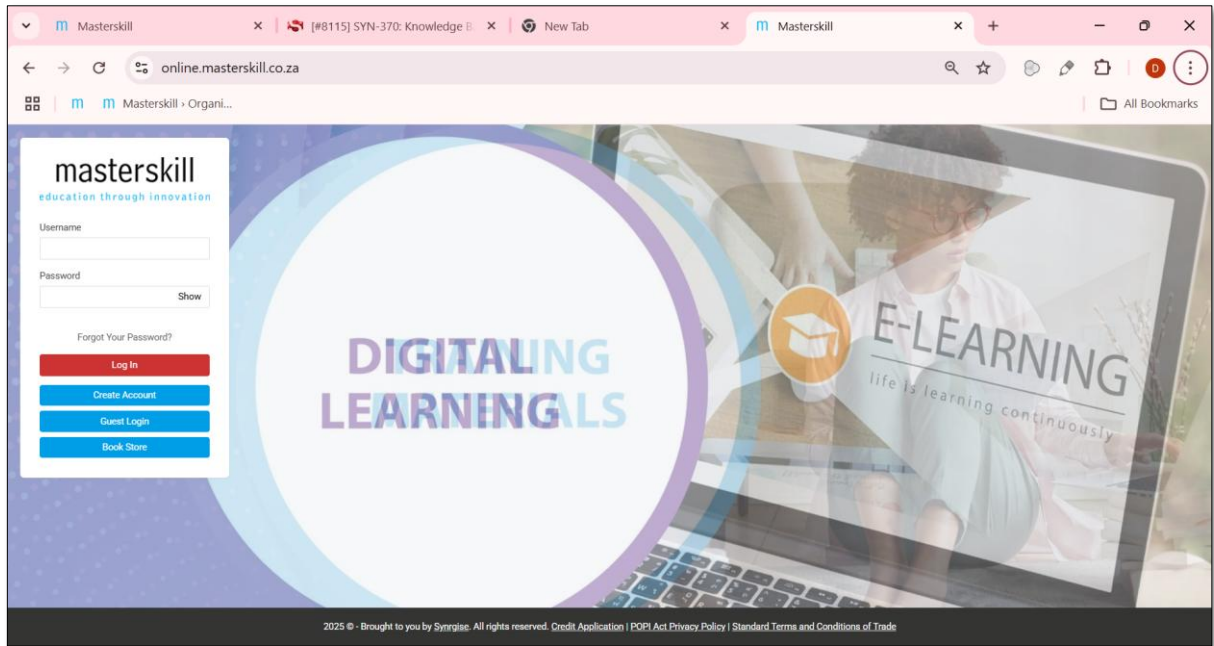 Masterskill
[#8115] SYN-370: Knowledge B
New Tab
Masterskill
online.masterskill.co.za
D
m
m Masterskill › Organi...
All Bookmarks
masterskill
education through innovation
Username
Password
Show
Forgot Your Password?
Log In
Create Account
Guest Login
Book Store
DIGITAL
LEARNING
TRAINING
MATERIALS
E-LEARNING
life is learning continuously
2025 © - Brought to you by Synrgise. All rights reserved. Credit Application | POPI Act Privacy Policy | Standard Terms and Conditions of Trade